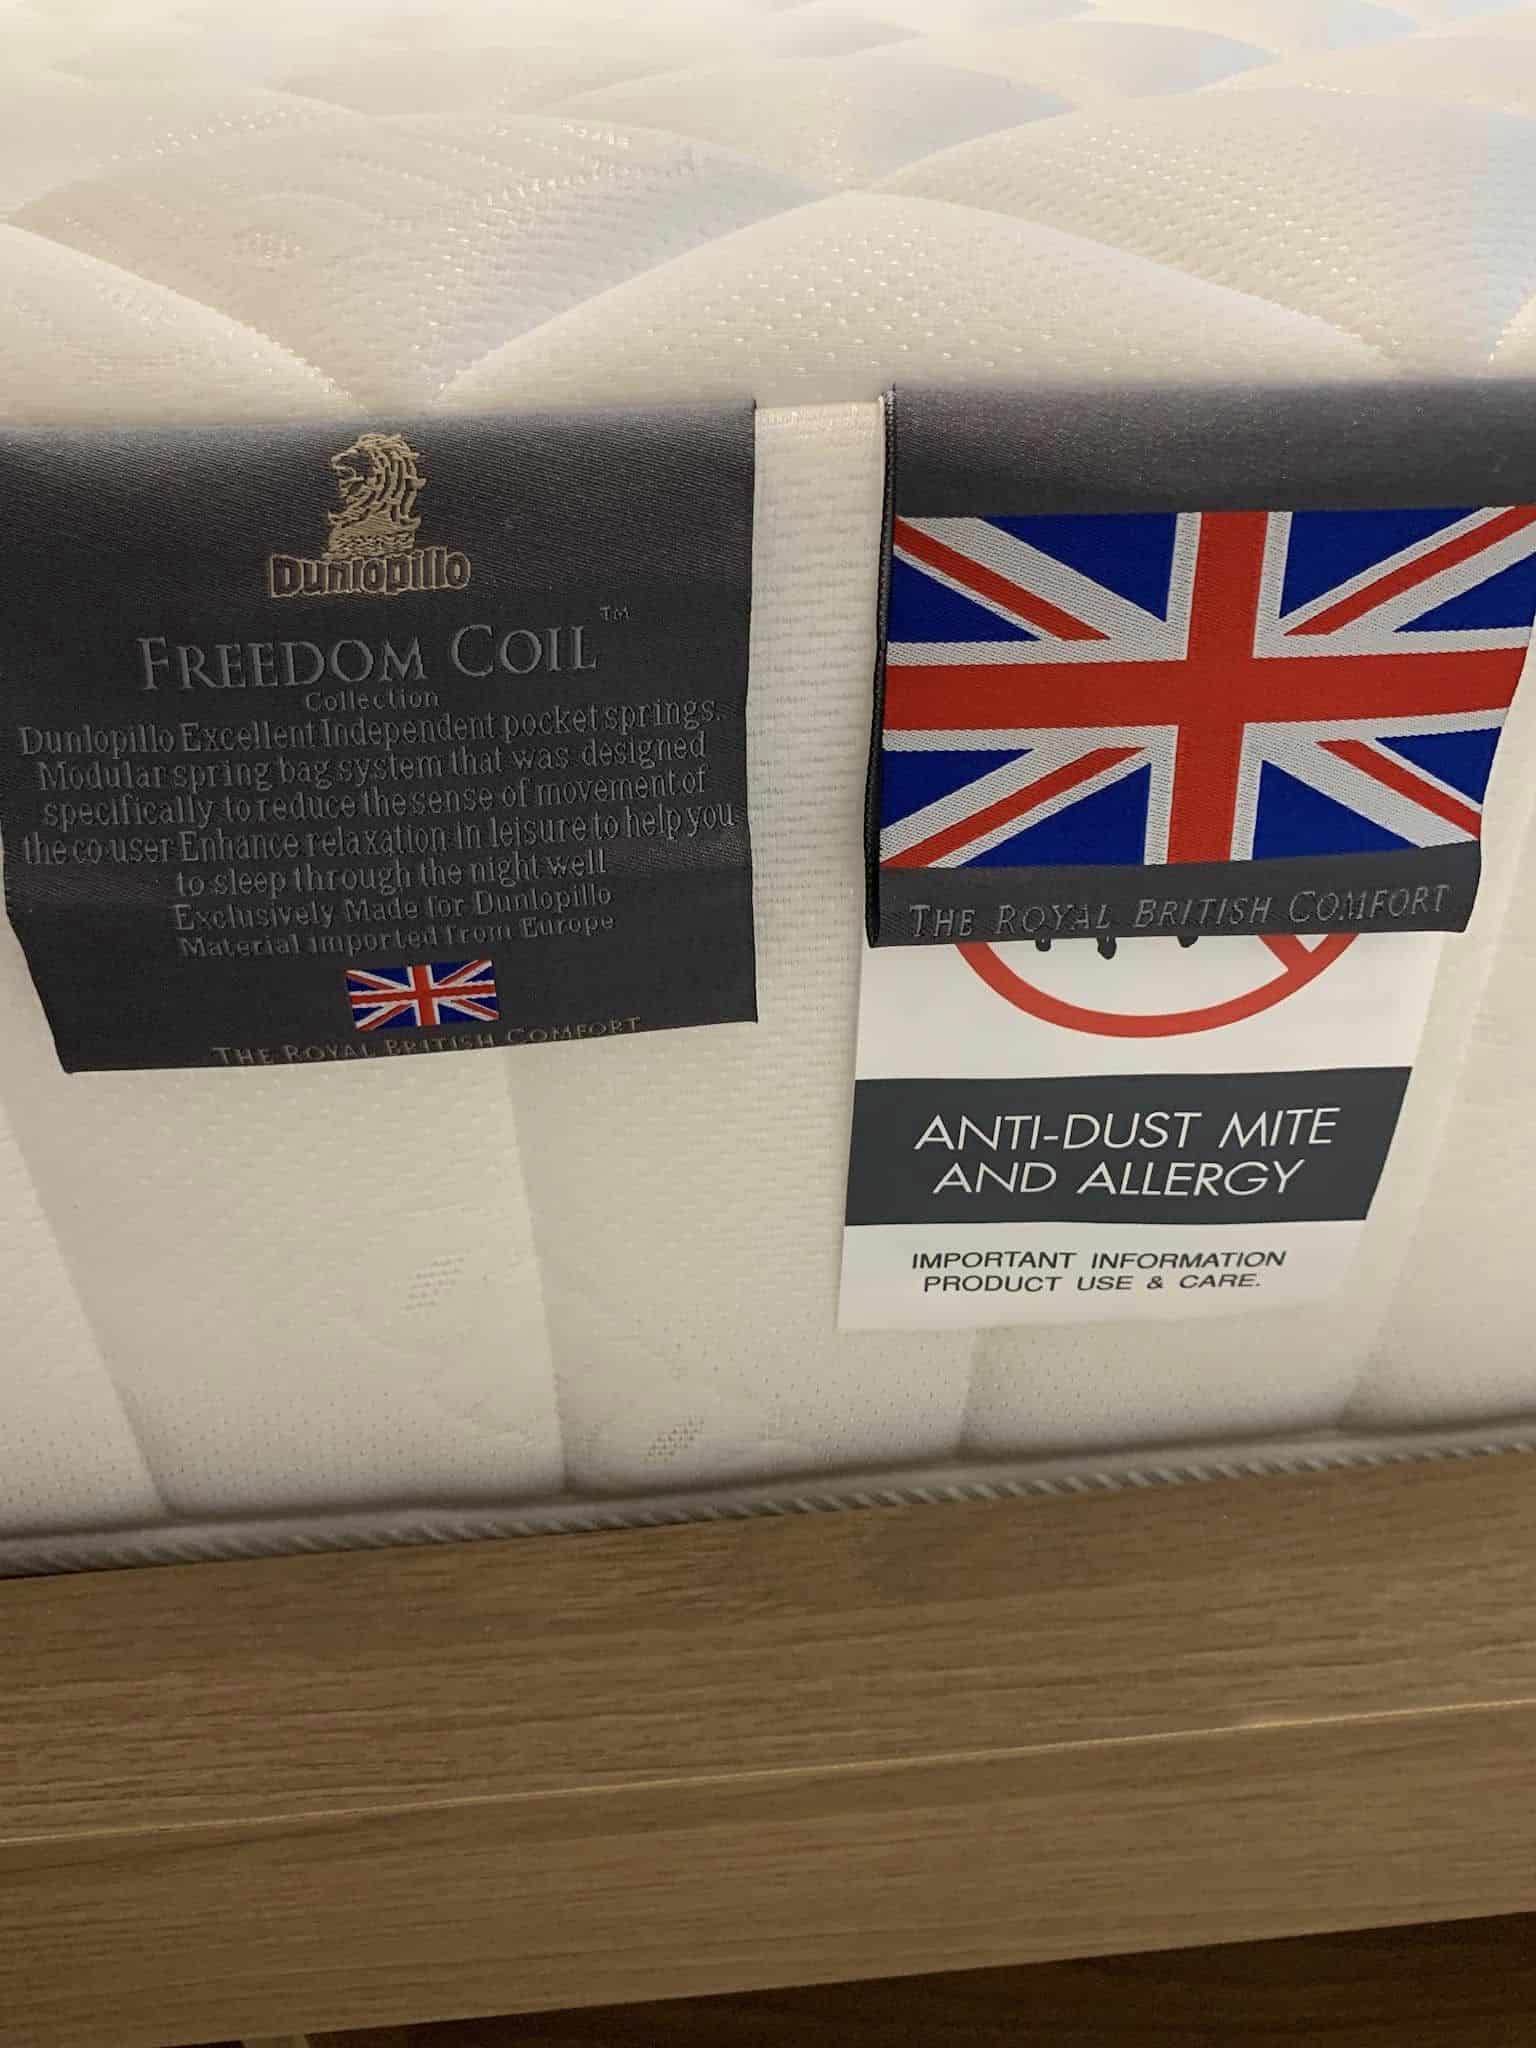 Dunlopillo
FREEDOM COIL™
Collection
Dunlopillo Excellent Independent pocket springs.
Modular spring bag system that was designed
specifically to reduce the sense of movement of
the co-user Enhance relaxation in leisure to help you
to sleep through the night well
Exclusively Made for Dunlopillo
Material imported from Europe
THE ROYAL BRITISH COMFORT
THE ROYAL BRITISH COMFORT
ANTI-DUST MITE
AND ALLERGY
IMPORTANT INFORMATION
PRODUCT USE & CARE.